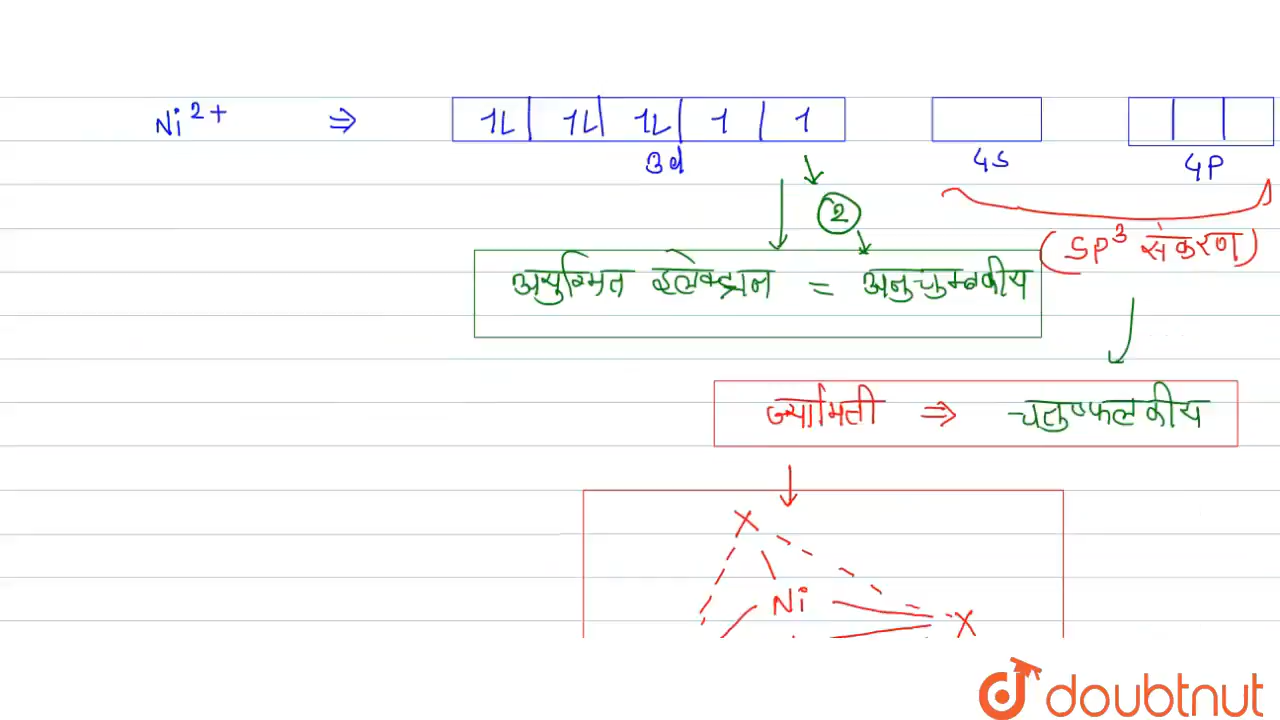 Ni²⁺ ⇒ 1L 1L 1L 1 1
3d 4s 4P
2
(SP³ संकरण)
अयुग्मित इलेक्ट्रान = अनुचुम्बकीय
ज्यामिती ⇒ चतुष्फलकीय
X
Ni
X
doubtnut